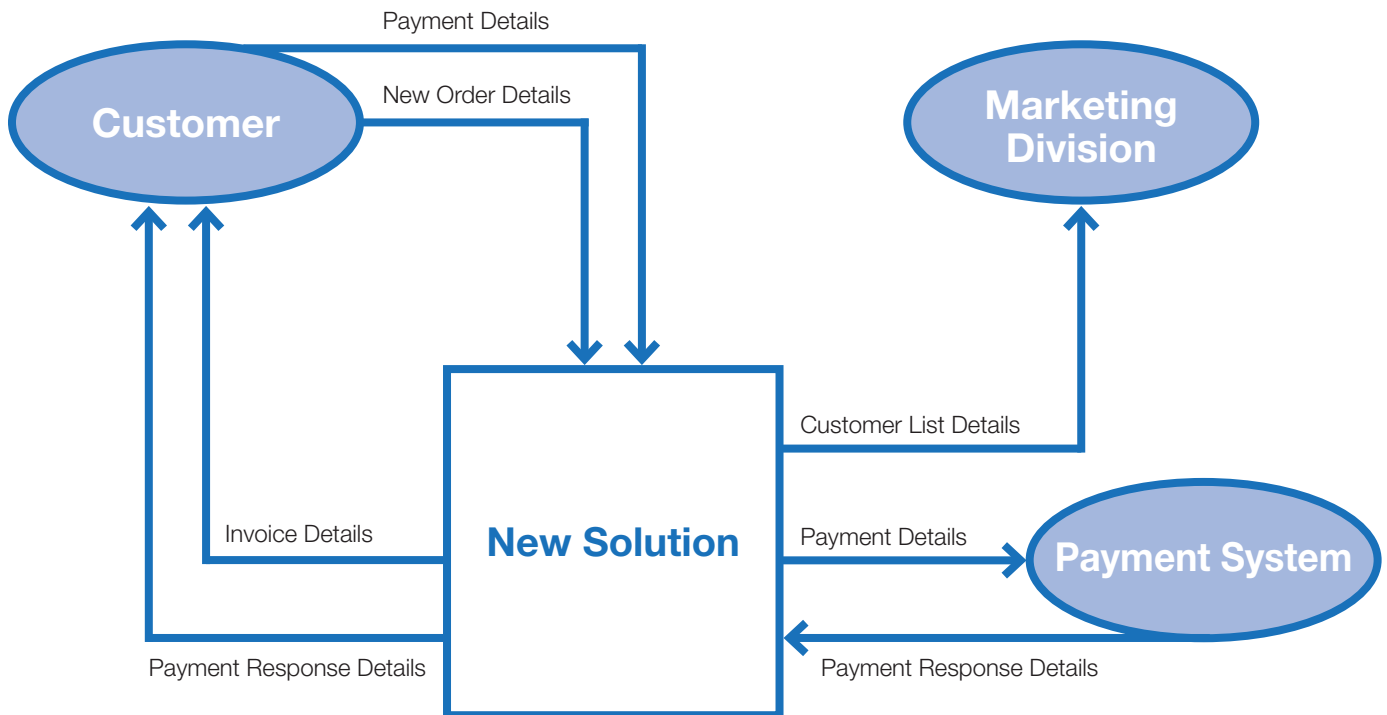 Payment Details
New Order Details
Customer
Marketing
Division
Customer List Details
Invoice Details
New Solution
Payment Details
Payment System
Payment Response Details
Payment Response Details